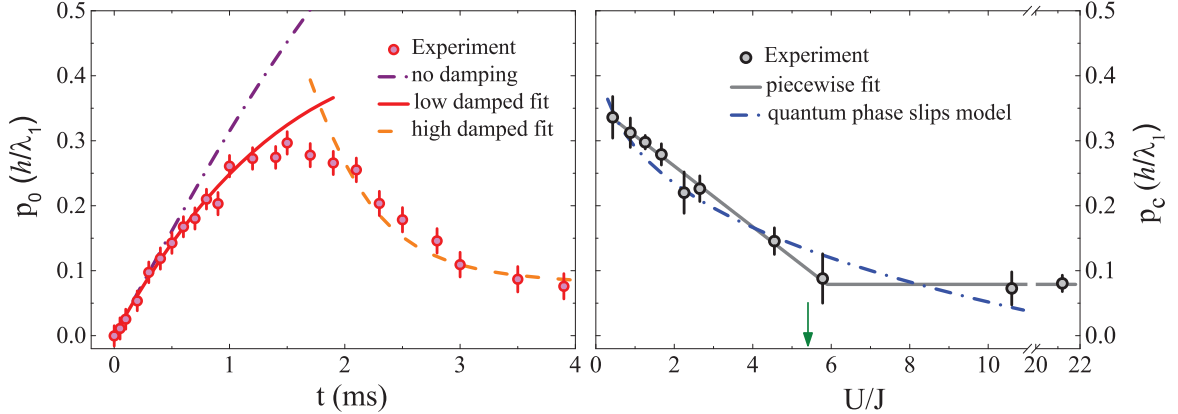 p₀ (h/λ₁)
0.5
0.4
0.3
0.2
0.1
0.0
Experiment
no damping
low damped fit
high damped fit
0 1 2 3 4
t (ms)
Experiment
piecewise fit
quantum phase slips model
0 2 4 6 8 10 20 22
U/J
0.5
0.4
0.3
0.2
0.1
0.0
p_c (h/λ₁)